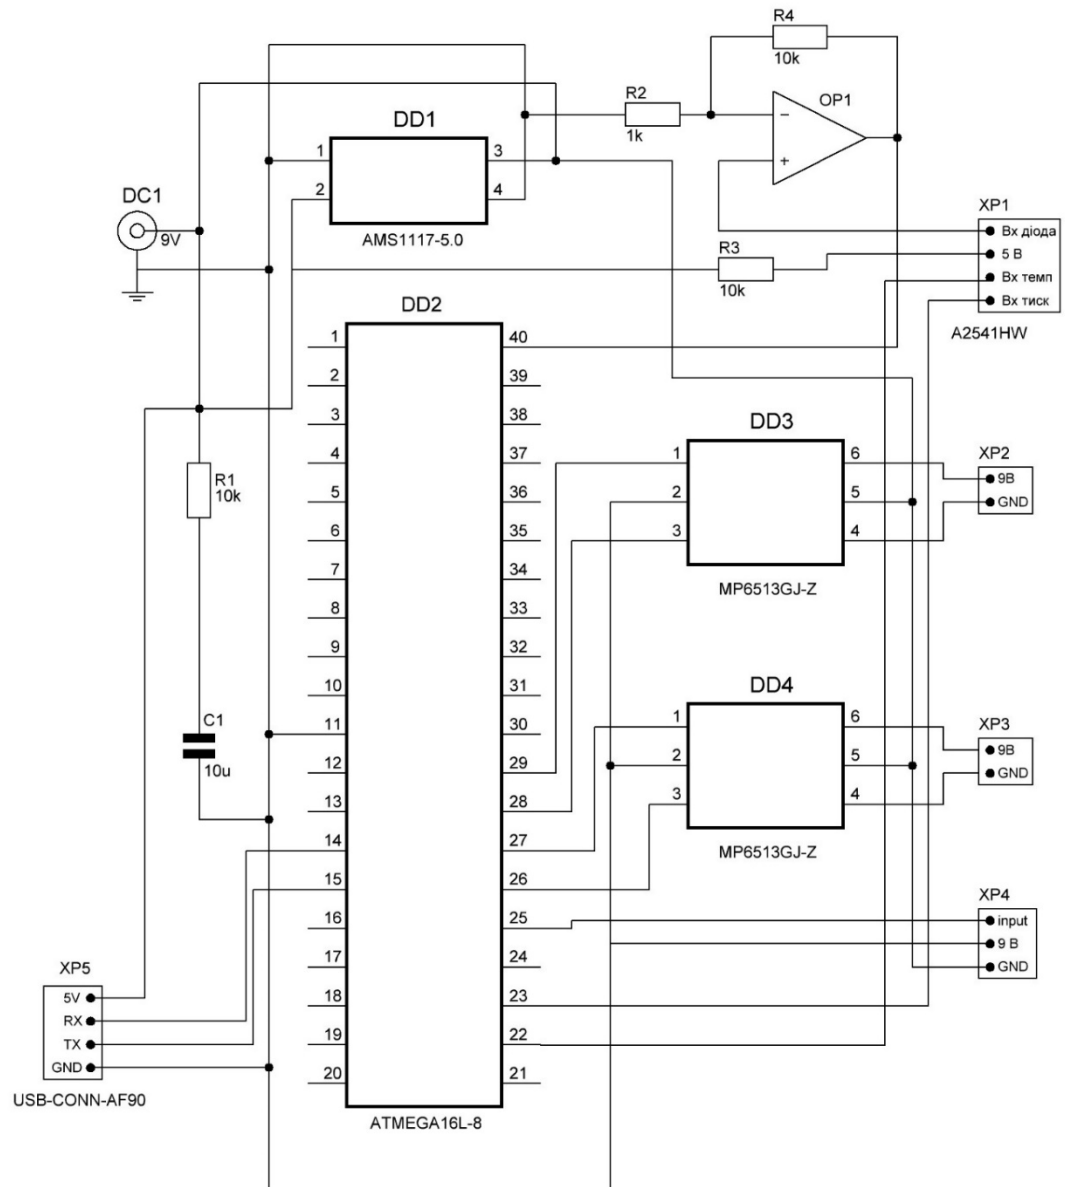 R4
10k
OP1
R2
1k
DD1
1
2
3
4
AMS1117-5.0
DC1
9V
R3
10k
XP1
Вх діода
5 В
Вх темп
Вх тиск
A2541HW
DD2
1
2
3
4
5
6
7
8
9
10
11
12
13
14
15
16
17
18
19
20
40
39
38
37
36
35
34
33
32
31
30
29
28
27
26
25
24
23
22
21
ATMEGA16L-8
R1
10k
C1
10u
DD3
1
2
3
6
5
4
MP6513GJ-Z
XP2
9В
GND
DD4
1
2
3
6
5
4
MP6513GJ-Z
XP3
9В
GND
XP4
input
9 В
GND
XP5
5V
RX
TX
GND
USB-CONN-AF90